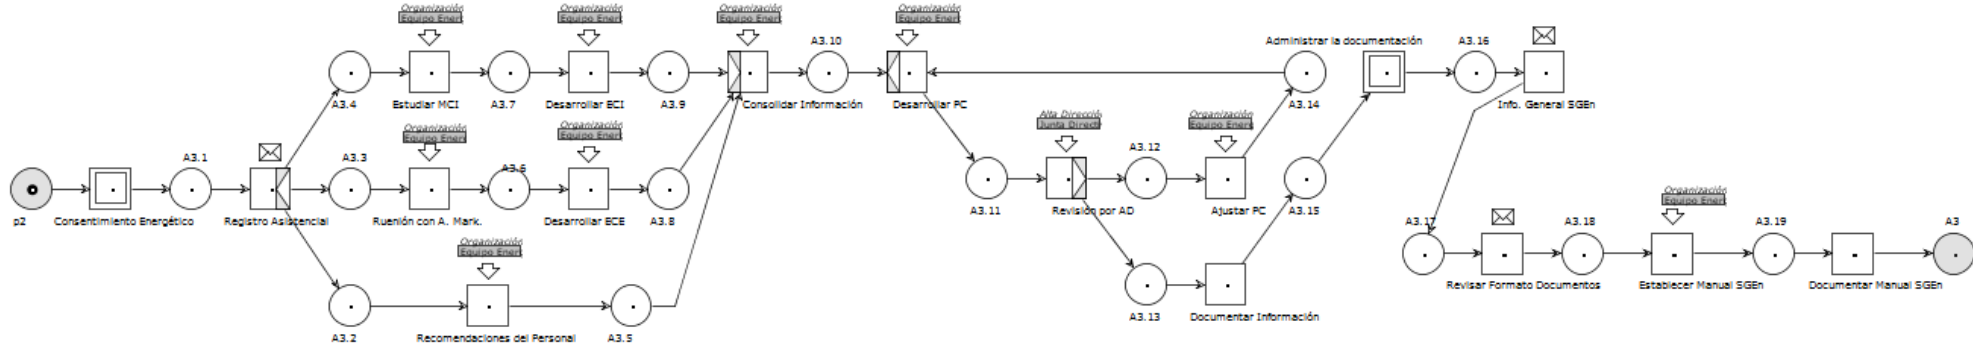 Organización
Equipo Ener
Organización
Equipo Ener
Organización
Equipo Ener
Organización
Equipo Ener
A3.10
Administrar la documentación
A3.16
A3.4
Estudiar MCI
A3.7
Desarrollar ECI
A3.9
Consolidar Información
Desarrollar PC
A3.14
Info. General SGEn
Organización
Equipo Ener
Organización
Equipo Ener
Alta Dirección
Junta Direct
Organización
Equipo Ener
A3.1
A3.3
A3.6
A3.12
p2
Consentimiento Energético
Registro Asistencial
Ruenión con A. Mark.
Desarrollar ECE
A3.8
A3.11
Revisión por AD
Ajustar PC
A3.15
Organización
Equipo Ener
A3.17
A3.18
A3.19
A3
Organización
Equipo Ener
Revisar Formato Documentos
Establecer Manual SGEn
Documentar Manual SGEn
A3.2
Recomendaciones del Personal
A3.5
A3.13
Documentar Información